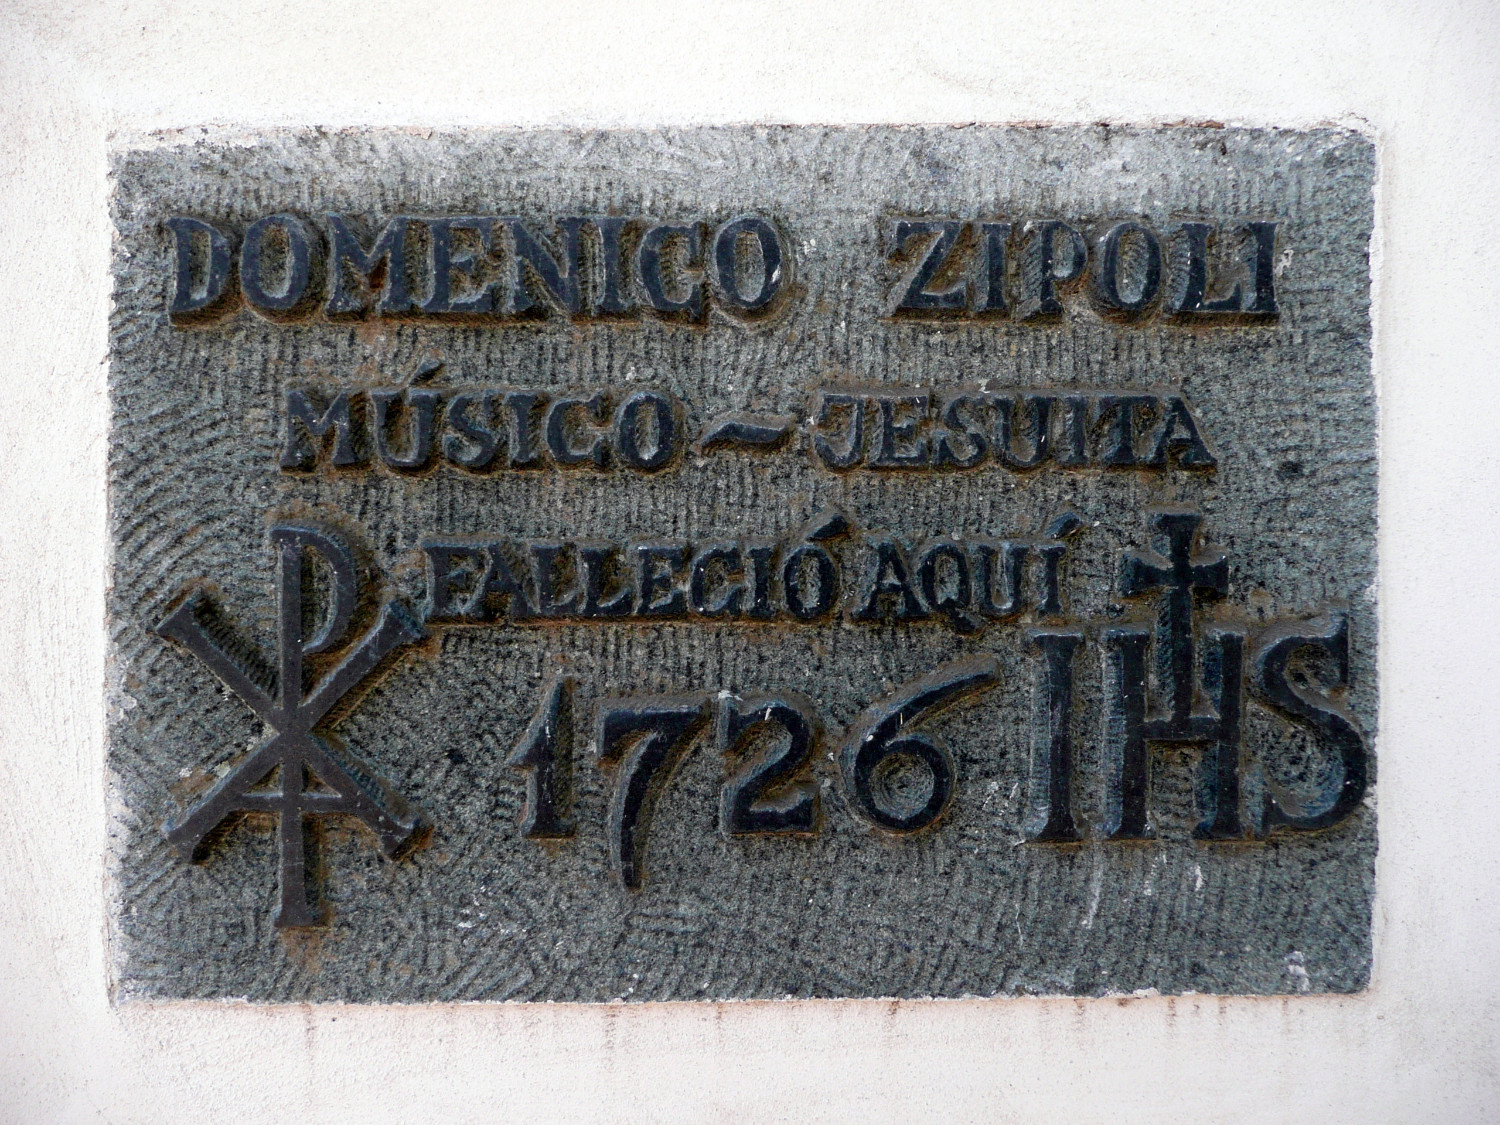 DOMENICO ZIPOLI
MÚSICO ~ JESUITA
FALLECIÓ AQUÍ
1726
IHS